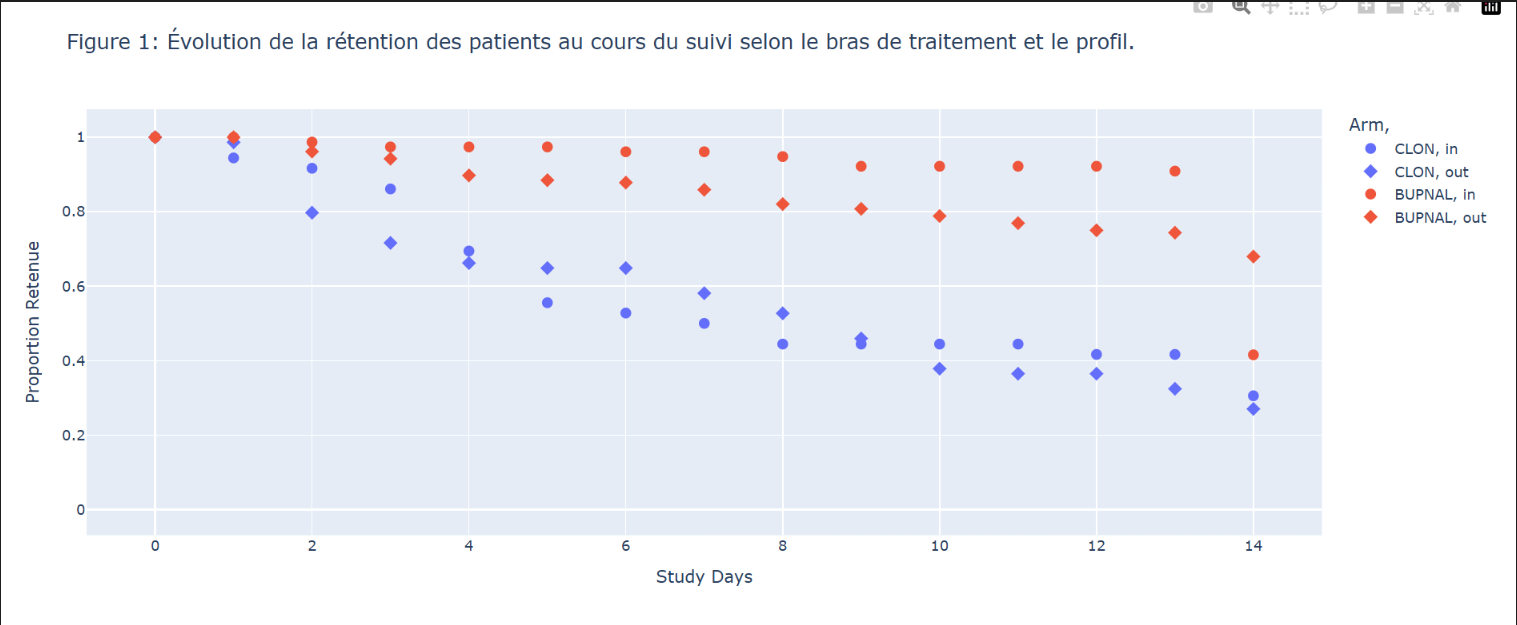 Figure 1: Évolution de la rétention des patients au cours du suivi selon le bras de traitement et le profil.
Arm,
CLON, in
CLON, out
BUPNAL, in
BUPNAL, out
Proportion Retenue
1
0.8
0.6
0.4
0.2
0
0 2 4 6 8 10 12 14
Study Days